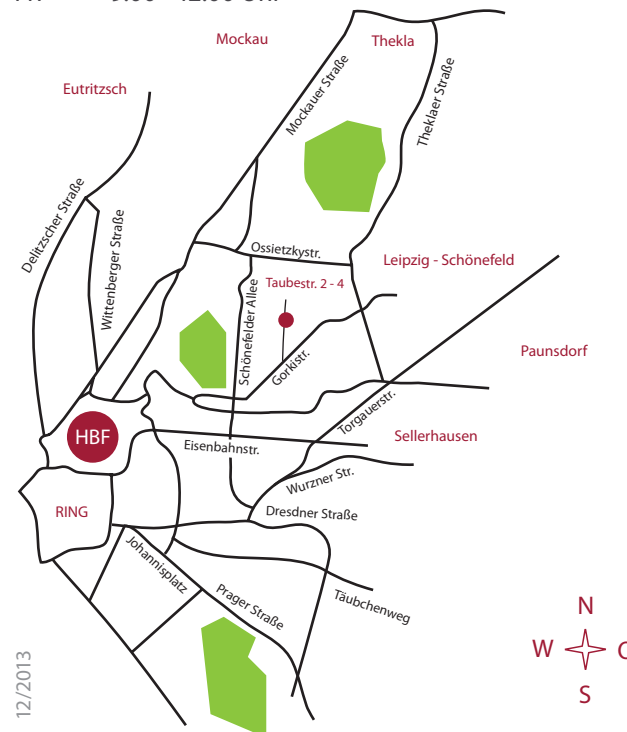 Mockau
Thekla
Eutritzsch
Mockauer Straße
Theklaer Straße
Delitzscher Straße
Wittenberger Straße
Ossietzkystr.
Leipzig - Schönefeld
Taubestr. 2 - 4
Schönefelder Allee
Gorkistr.
Paunsdorf
Torgauerstr.
HBF
Eisenbahnstr.
Sellerhausen
Wurzner Str.
RING
Dresdner Straße
Johannisplatz
Prager Straße
Täubchenweg
N
W
S
12/2013